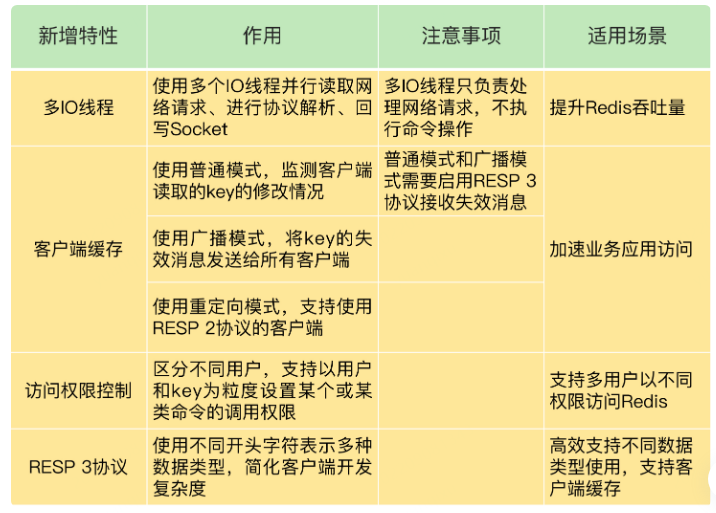 新增特性
作用
注意事项
适用场景
多IO线程
使用多个IO线程并行读取网
络请求、进行协议解析、回
写Socket
多IO线程只负责处
理网络请求，不执
行命令操作
提升Redis吞吐量
客户端缓存
使用普通模式，监测客户端
读取的key的修改情况
普通模式和广播模
式需要启用RESP 3
协议接收失效消息
使用广播模式，将key的失
效消息发送给所有客户端
使用重定向模式，支持使用
RESP 2协议的客户端
加速业务应用访问
访问权限控制
区分不同用户，支持以用户
和key为粒度设置某个或某
类命令的调用权限
支持多用户以不同
权限访问Redis
RESP 3协议
使用不同开头字符表示多种
数据类型，简化客户端开发
复杂度
高效支持不同数据
类型使用，支持客
户端缓存